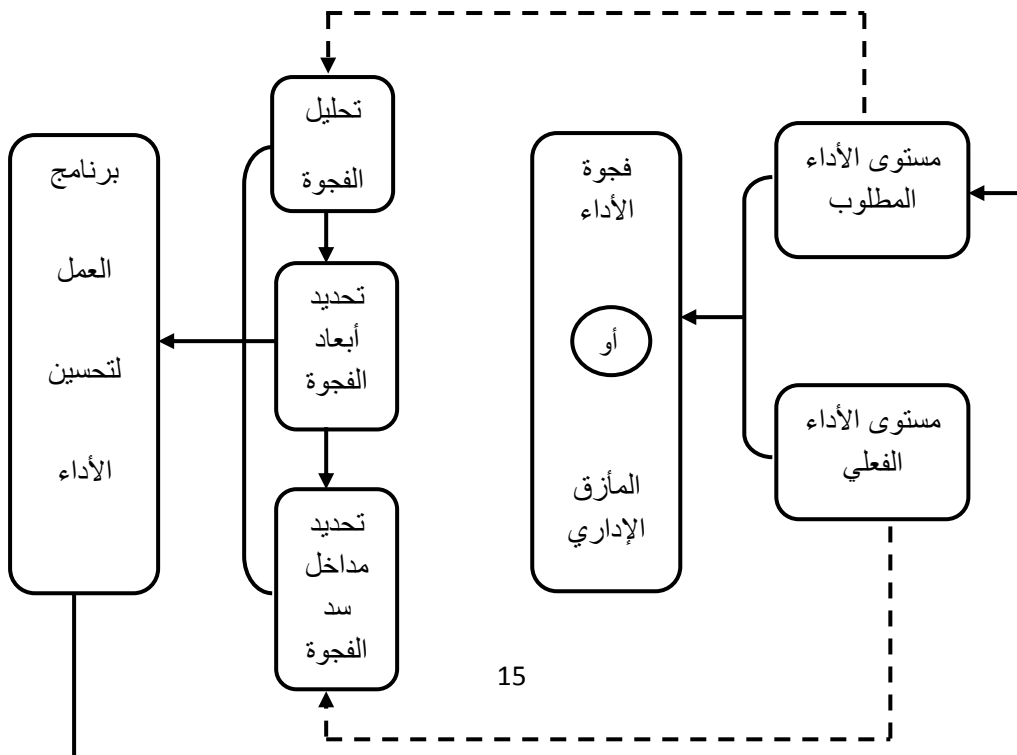 مستوى الأداء
المطلوب
مستوى الأداء
الفعلي
فجوة
الأداء
أو
المأزق
الإداري
تحليل
الفجوة
تحديد
أبعاد
الفجوة
تحديد
مداخل
سد
الفجوة
برنامج
العمل
لتحسين
الأداء
15